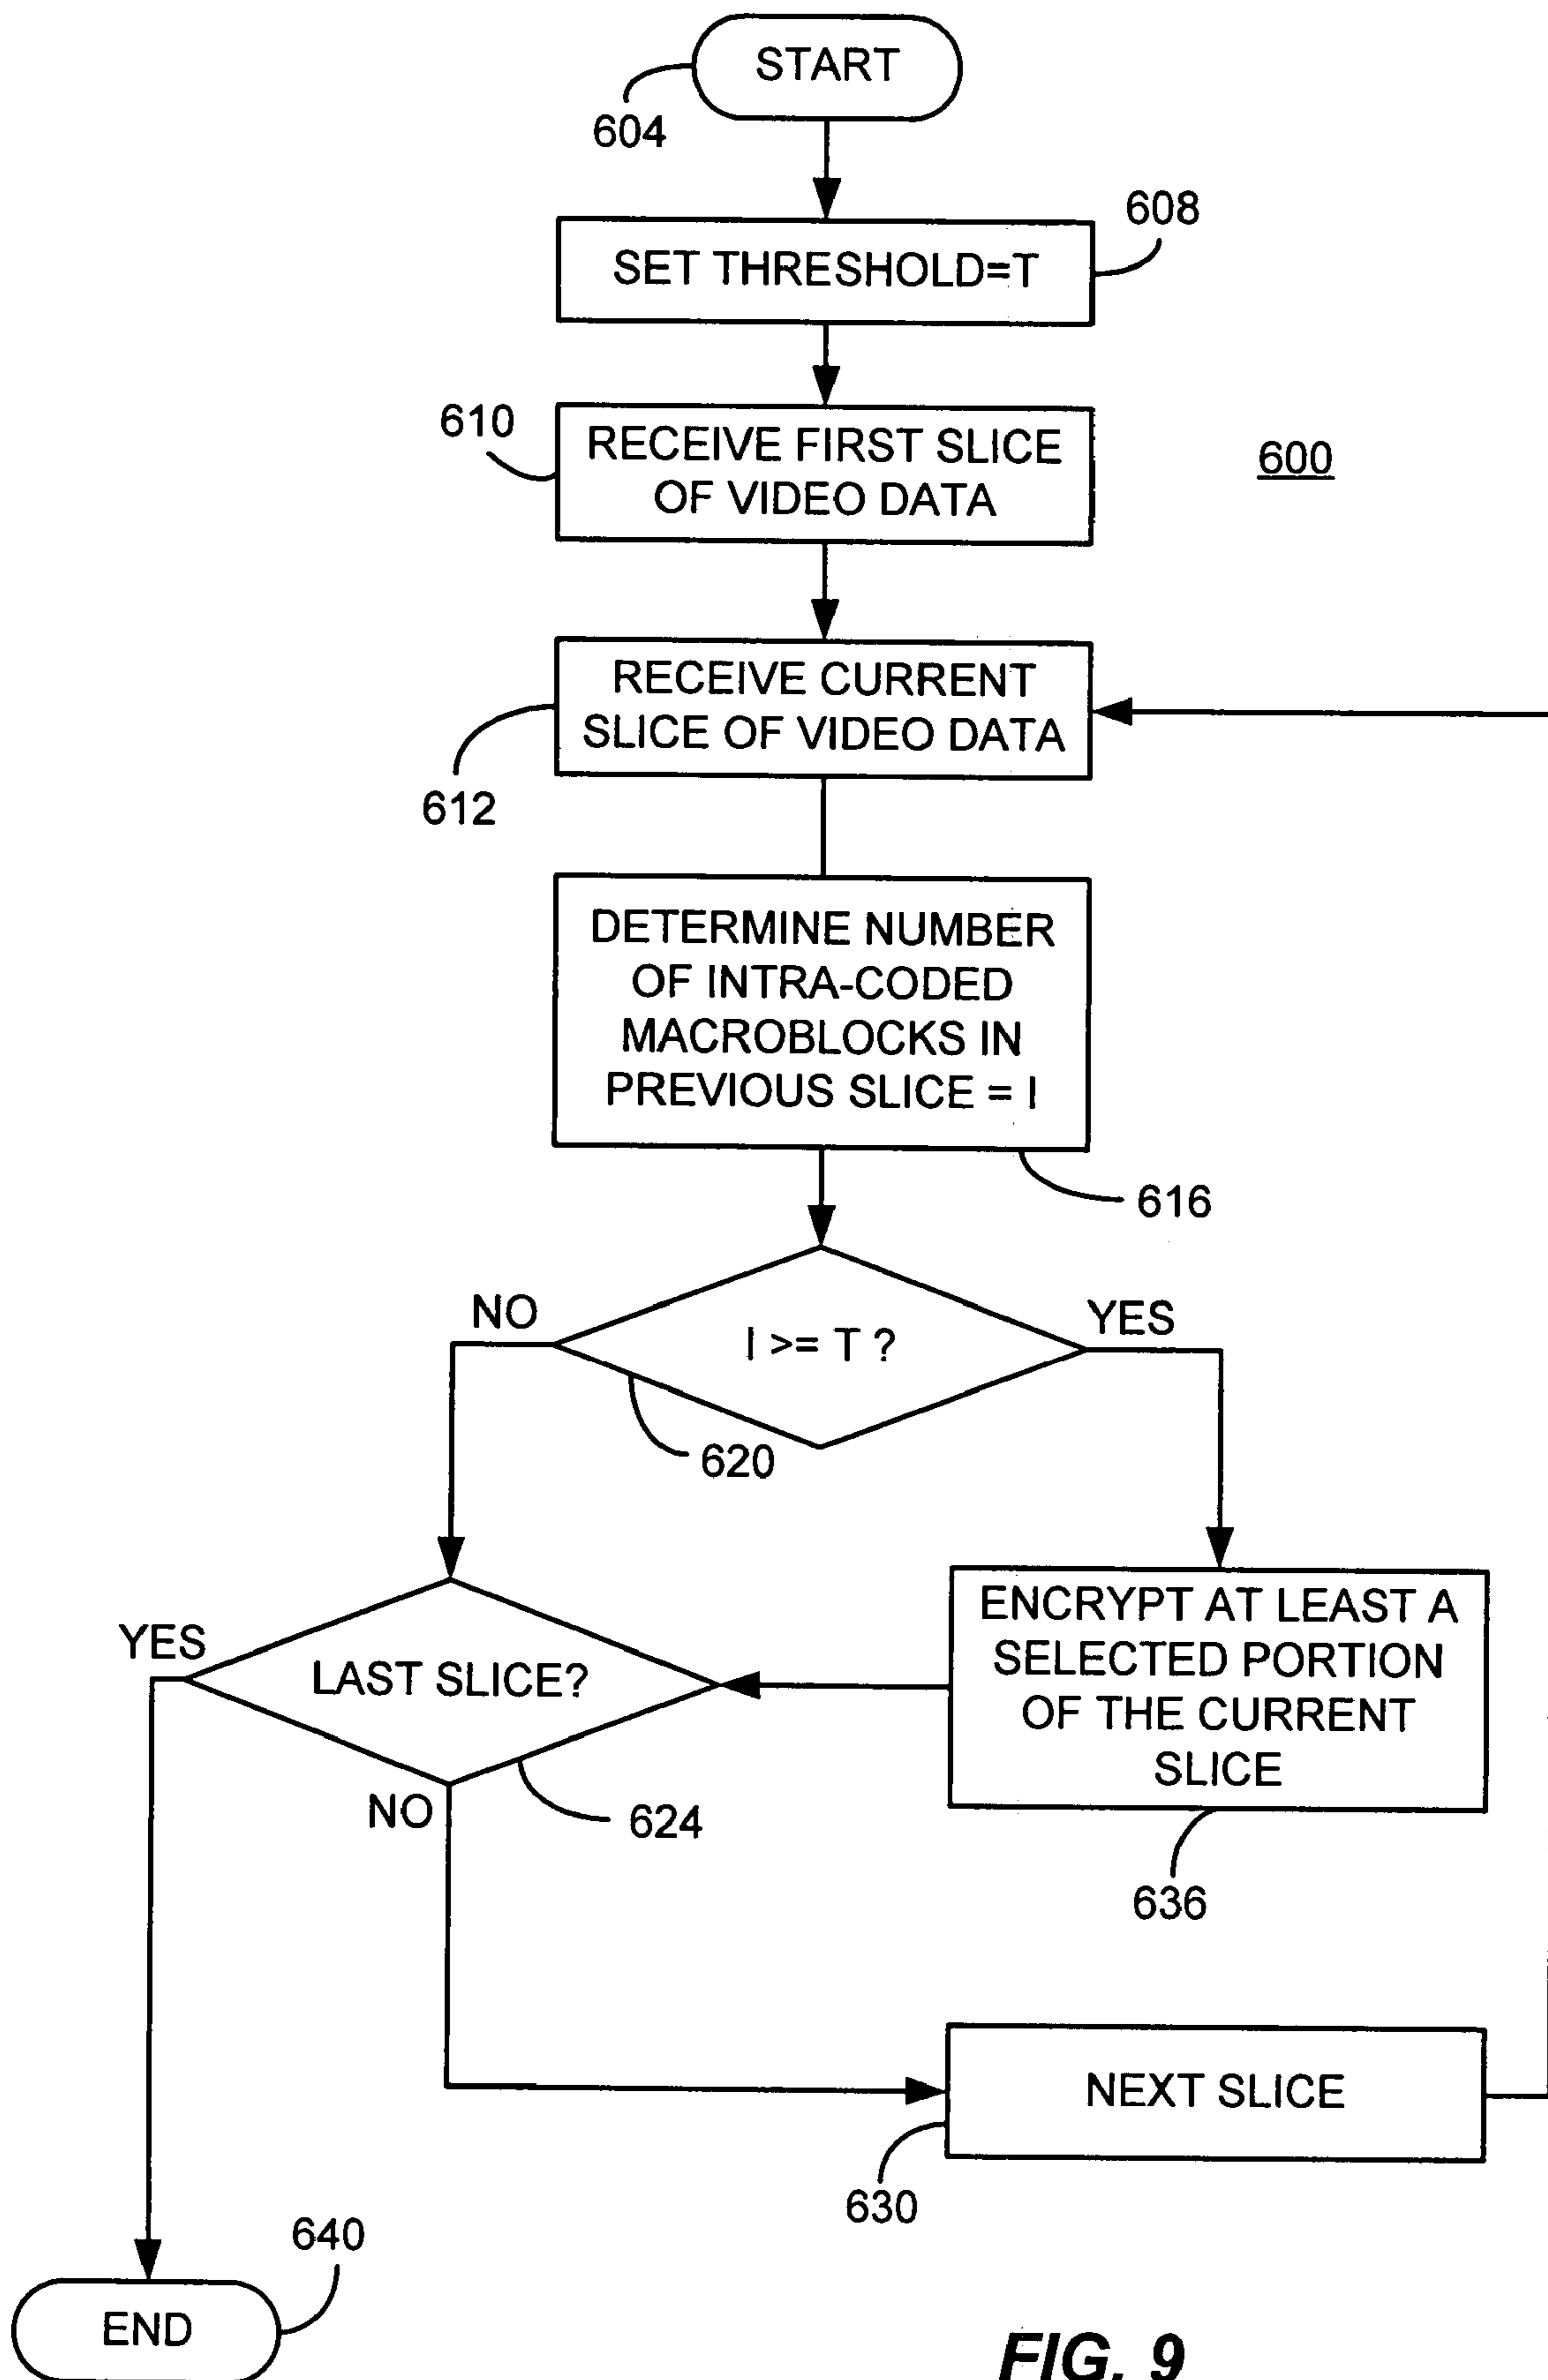 START
604
608
SET THRESHOLD=T
610
RECEIVE FIRST SLICE
OF VIDEO DATA
600
RECEIVE CURRENT
SLICE OF VIDEO DATA
612
DETERMINE NUMBER
OF INTRA-CODED
MACROBLOCKS IN
PREVIOUS SLICE = I
616
NO
I >= T ?
YES
620
YES
LAST SLICE?
ENCRYPT AT LEAST A
SELECTED PORTION
OF THE CURRENT
SLICE
NO
624
636
NEXT SLICE
630
640
END
FIG. 9